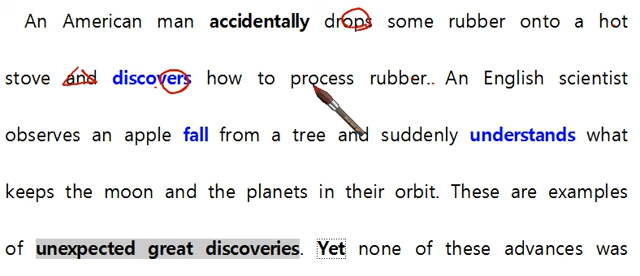 An American man accidentally drops some rubber onto a hot
stove and discovers how to process rubber.. An English scientist
observes an apple fall from a tree and suddenly understands what
keeps the moon and the planets in their orbit. These are examples
of unexpected great discoveries. Yet none of these advances was